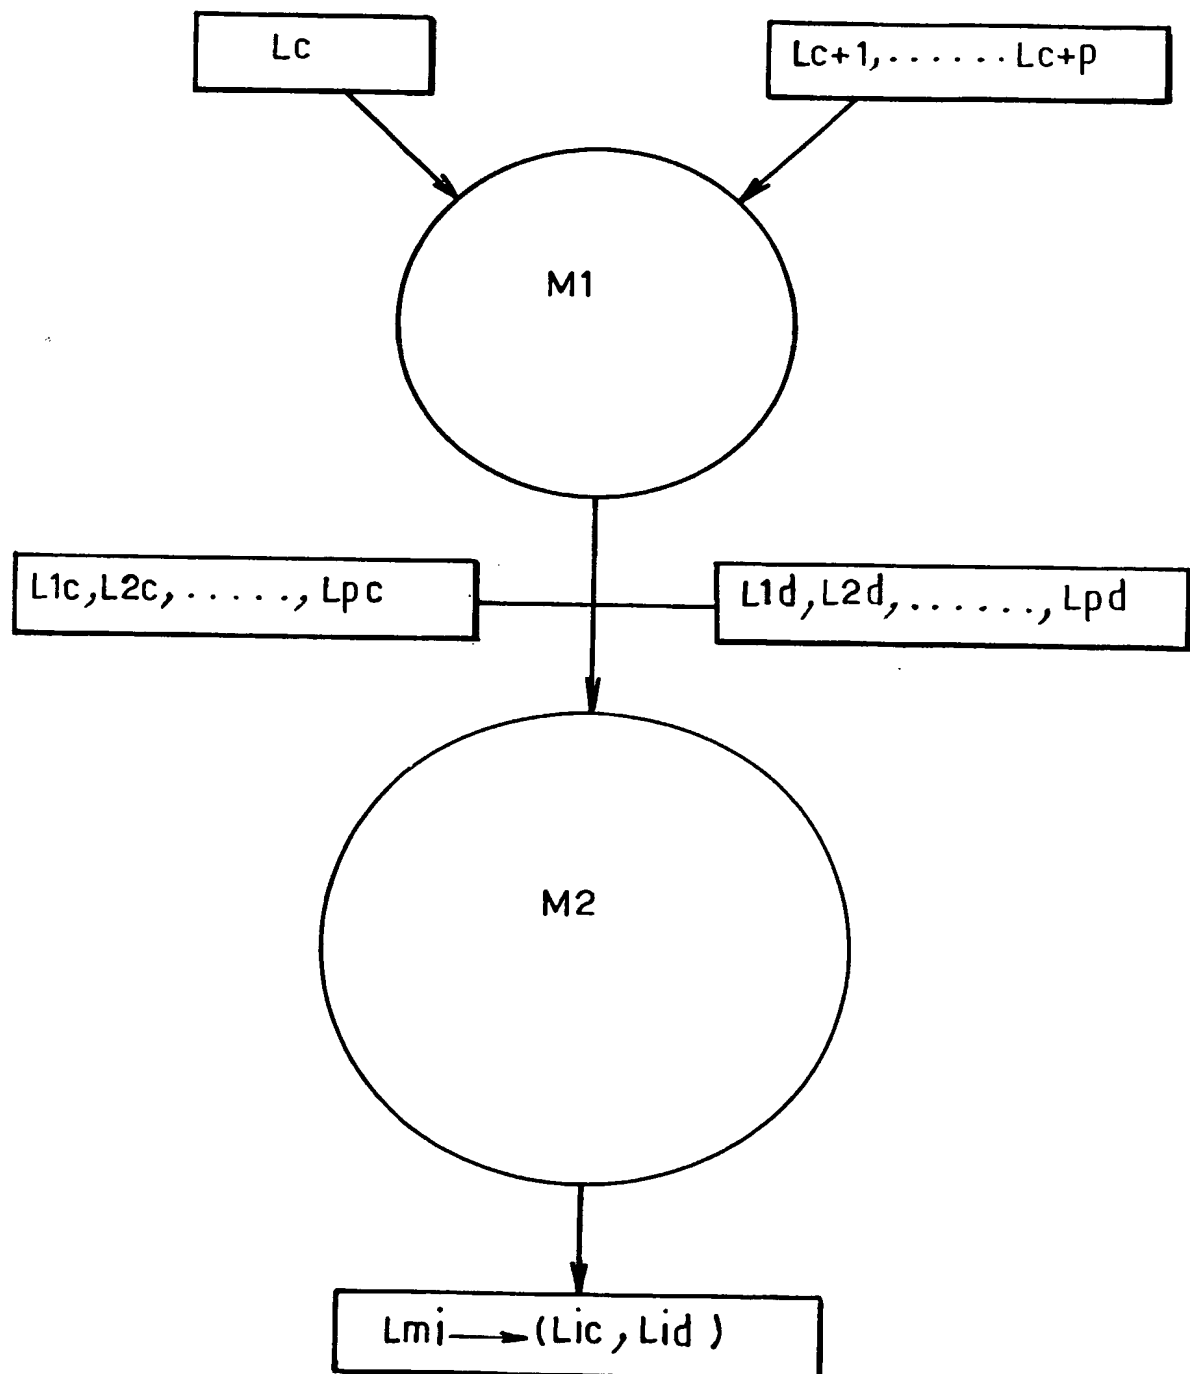 Lc
Lc+1,......Lc+p
M1
L1c,L2c,.....,Lpc
L1d,L2d,......,Lpd
M2
Lmi⟶(Lic,Lid)